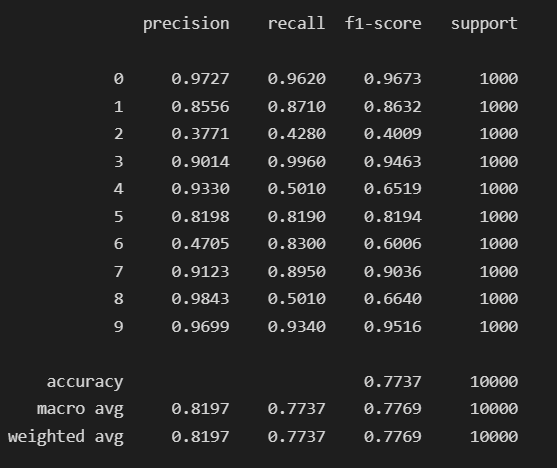 precision recall f1-score support
0 0.9727 0.9620 0.9673 1000
1 0.8556 0.8710 0.8632 1000
2 0.3771 0.4280 0.4009 1000
3 0.9014 0.9960 0.9463 1000
4 0.9330 0.5010 0.6519 1000
5 0.8198 0.8190 0.8194 1000
6 0.4705 0.8300 0.6006 1000
7 0.9123 0.8950 0.9036 1000
8 0.9843 0.5010 0.6640 1000
9 0.9699 0.9340 0.9516 1000
accuracy 0.7737 10000
macro avg 0.8197 0.7737 0.7769 10000
weighted avg 0.8197 0.7737 0.7769 10000